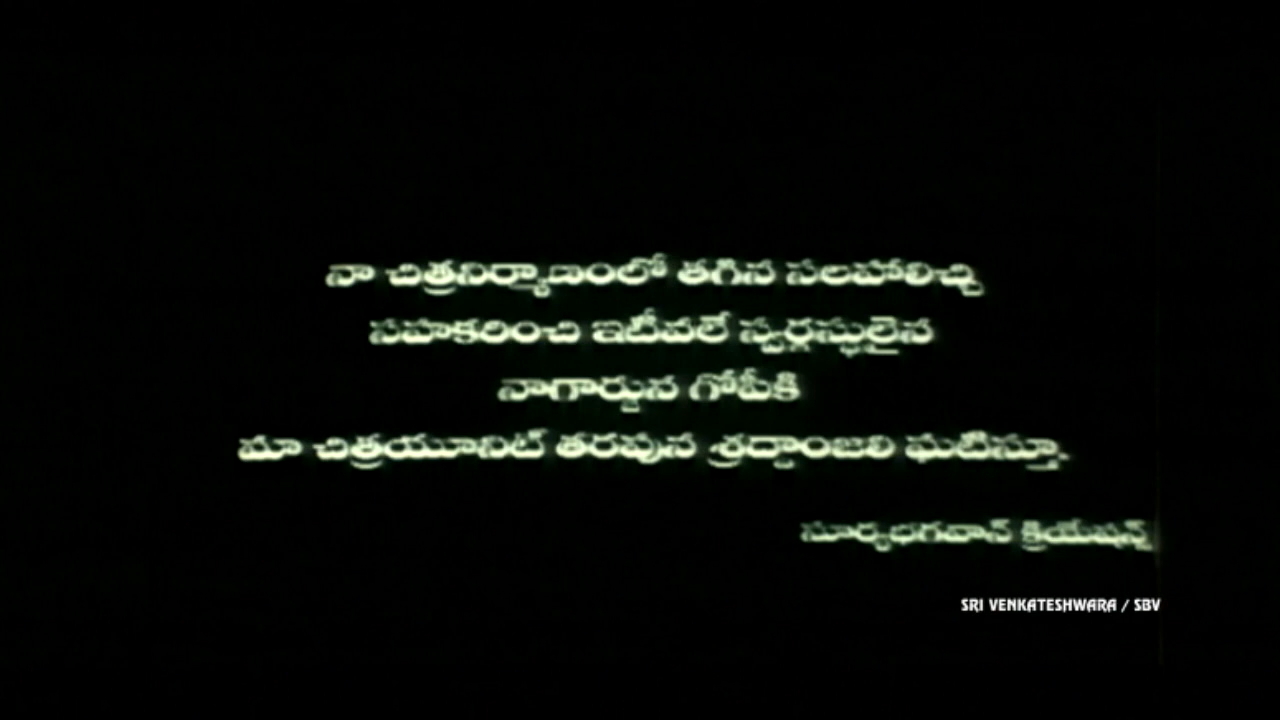 నా చిత్రనిర్మాణంలో తగిన సలహాలిచ్చి
సహకరించి ఇటీవలే స్వర్గస్థులైన
నాగార్జున గోపీకి
మా చిత్రయూనిట్ తరపున శ్రద్ధాంజలి ఘటిస్తూ.
సూర్యభగవాన్ క్రియేషన్స్
SRI VENKATESHWARA / SBV